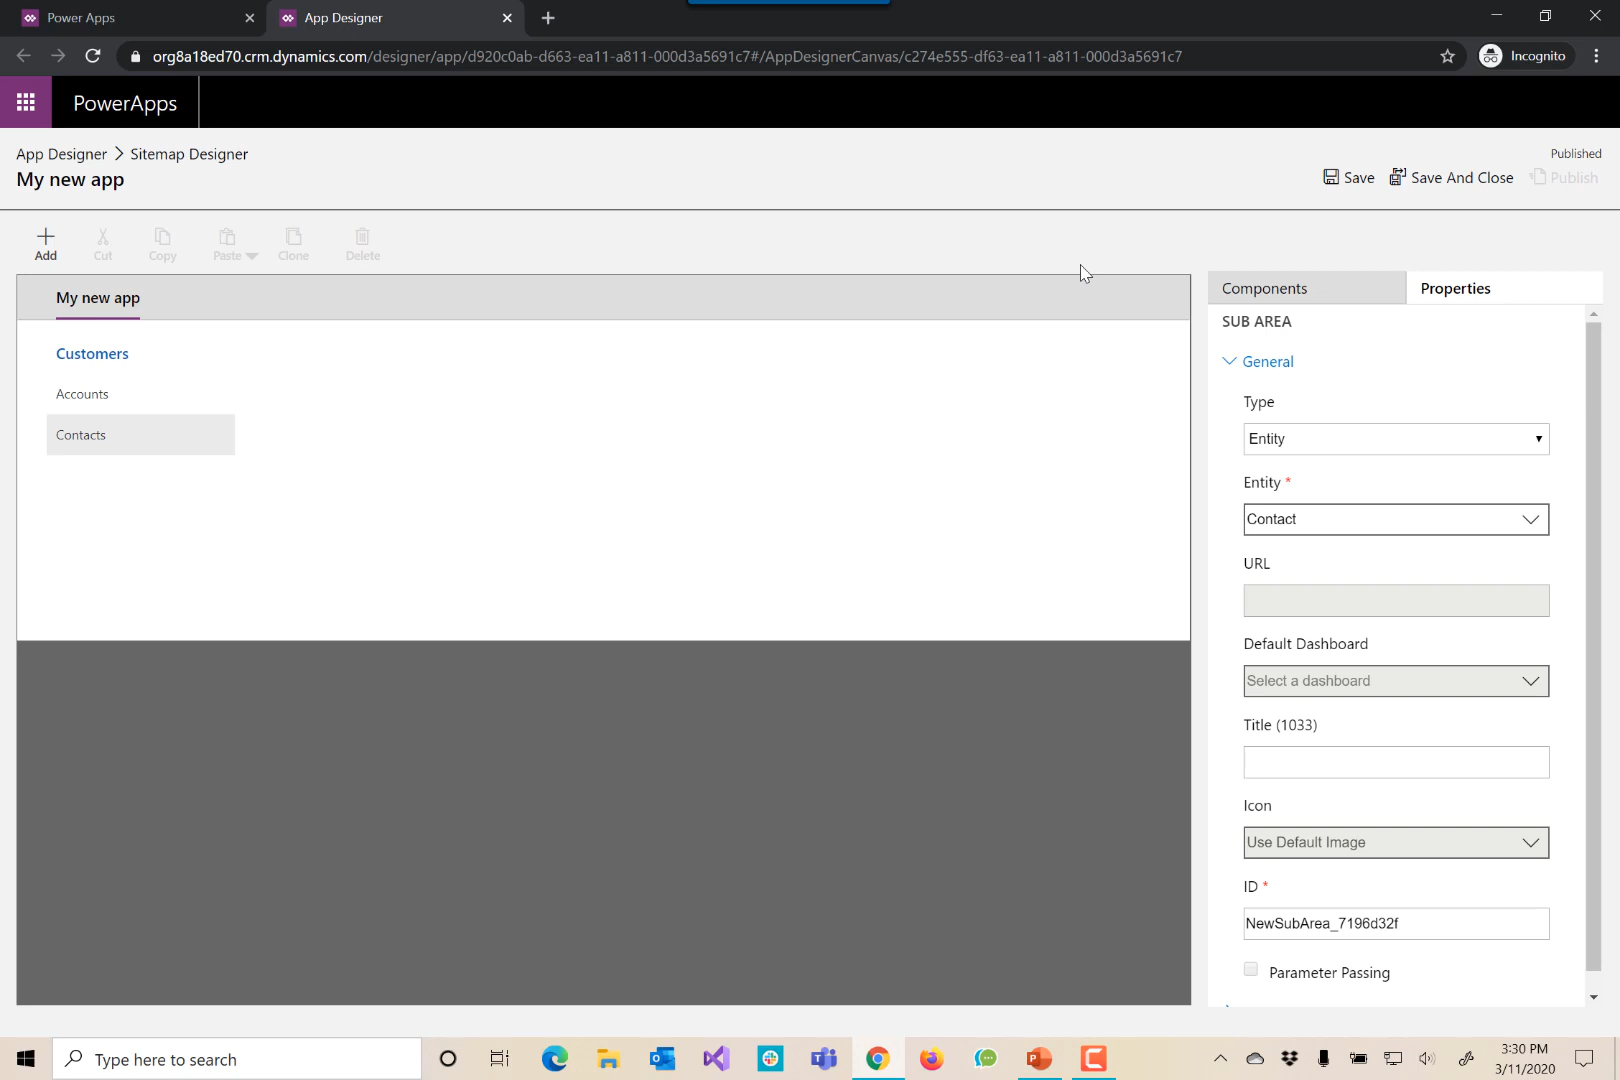 Power Apps
App Designer
org8a18ed70.crm.dynamics.com/designer/app/d920c0ab-d663-ea11-a811-000d3a5691c7#/AppDesignerCanvas/c274e555-df63-ea11-a811-000d3a5691c7
Incognito
PowerApps
App Designer > Sitemap Designer
Published
My new app
Save
Save And Close
Publish
Add
Cut
Copy
Paste
Clone
Delete
My new app
Customers
Accounts
Contacts
Components
Properties
SUB AREA
General
Type
Entity
Entity *
Contact
URL
Default Dashboard
Select a dashboard
Title (1033)
Icon
Use Default Image
ID *
NewSubArea_7196d32f
Parameter Passing
Type here to search
3:30 PM
3/11/2020